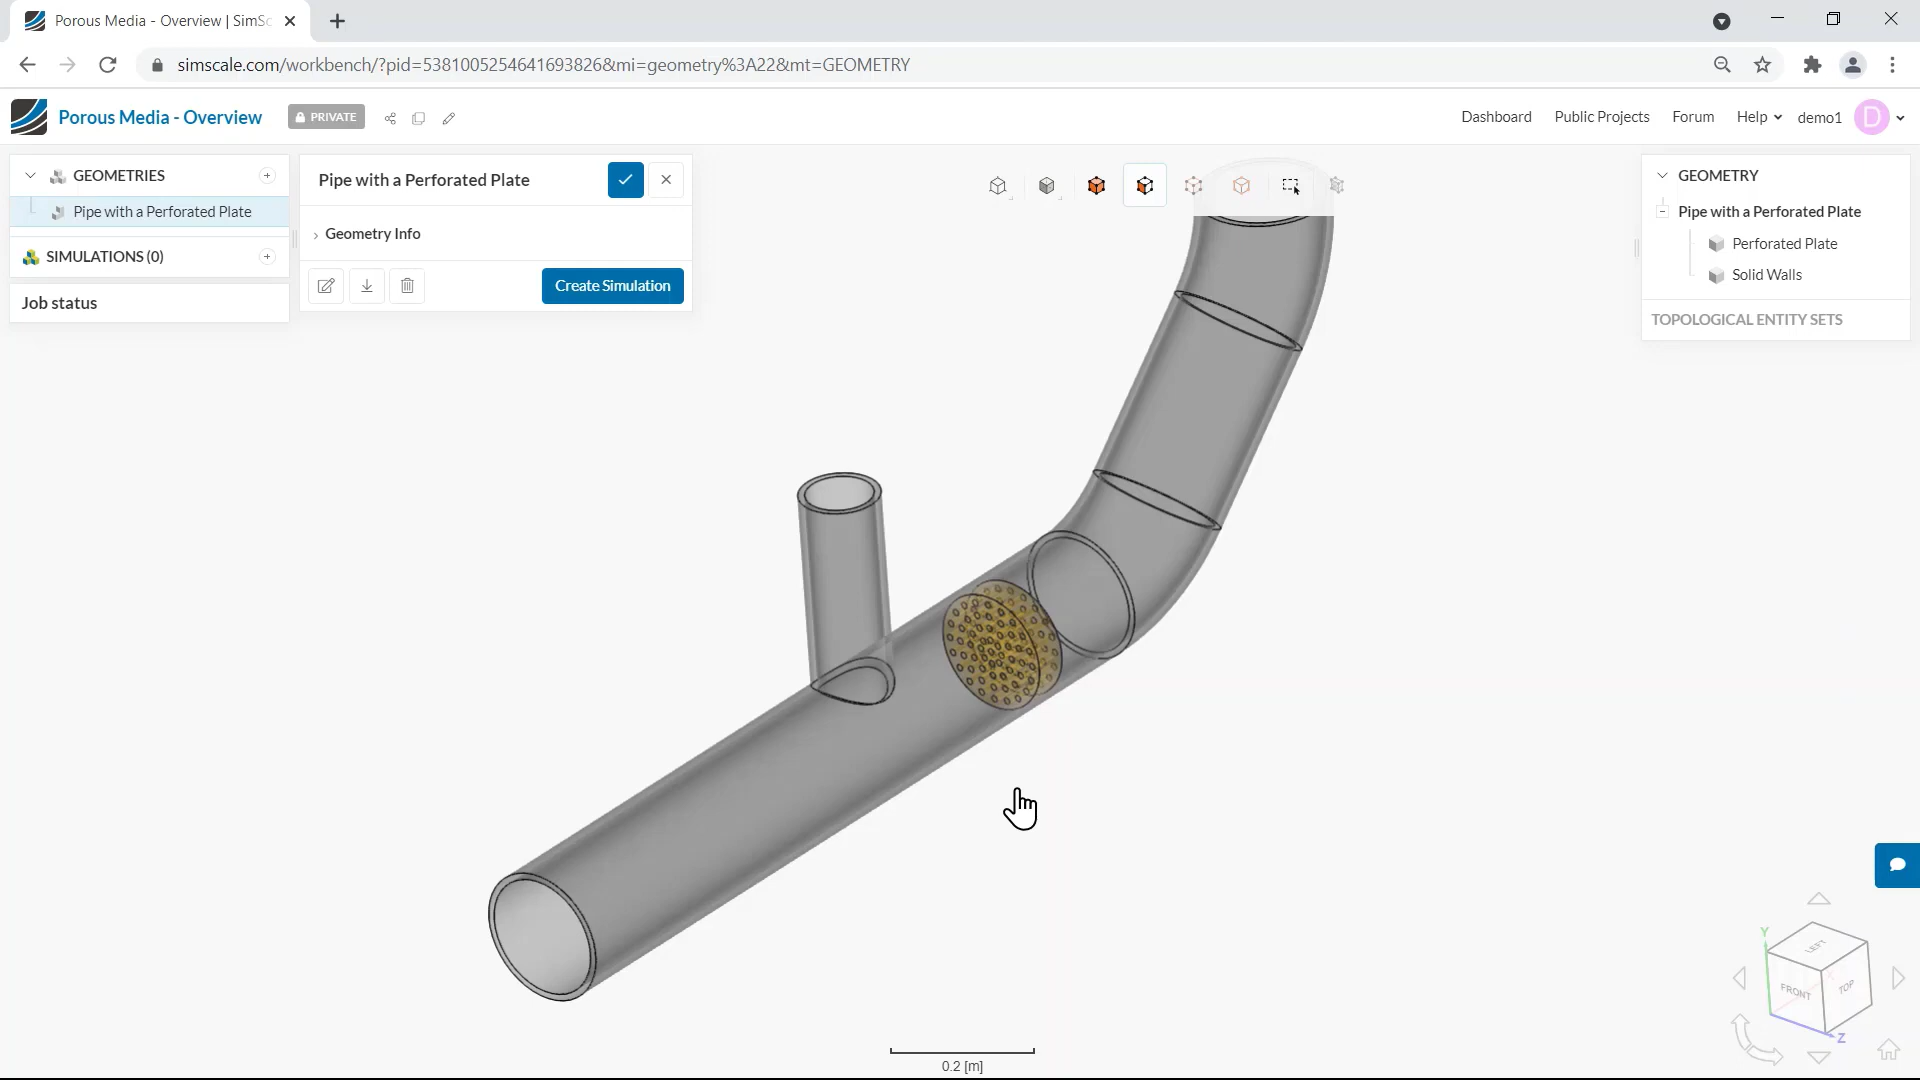 Porous Media - Overview | SimSc
simscale.com/workbench/?pid=5381005254641693826&mi=geometry%3A22&mt=GEOMETRY
Porous Media - Overview
PRIVATE
Dashboard
Public Projects
Forum
Help
demo1
D
GEOMETRIES
Pipe with a Perforated Plate
SIMULATIONS (0)
Job status
Pipe with a Perforated Plate
Geometry Info
Create Simulation
GEOMETRY
Pipe with a Perforated Plate
Perforated Plate
Solid Walls
TOPOLOGICAL ENTITY SETS
Y
LEFT
FRONT
TOP
Z
0.2 [m]